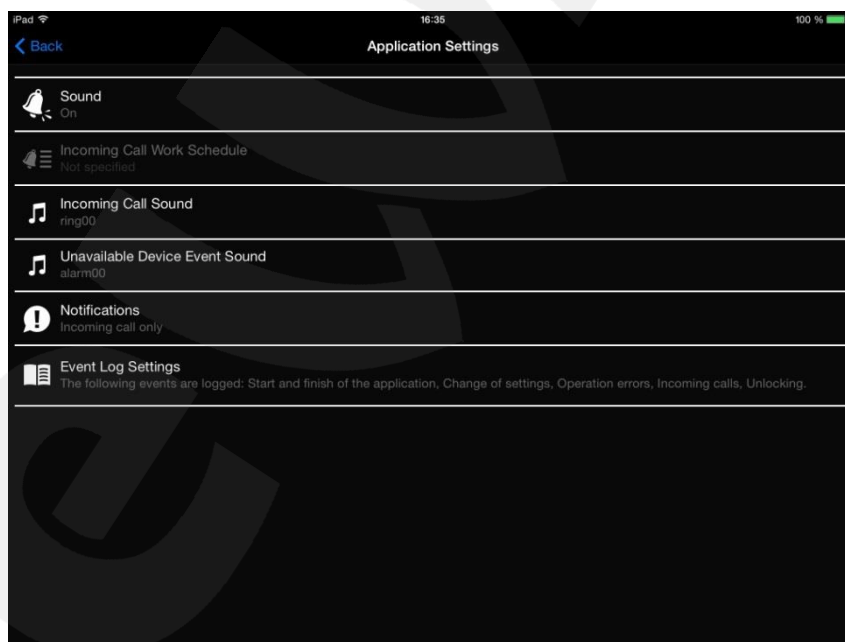 iPad 16:35 100 %
Back Application Settings
Sound
On
Incoming Call Work Schedule
Not specified
Incoming Call Sound
ring00
Unavailable Device Event Sound
alarm00
Notifications
Incoming call only
Event Log Settings
The following events are logged: Start and finish of the application, Change of settings, Operation errors, Incoming calls, Unlocking.